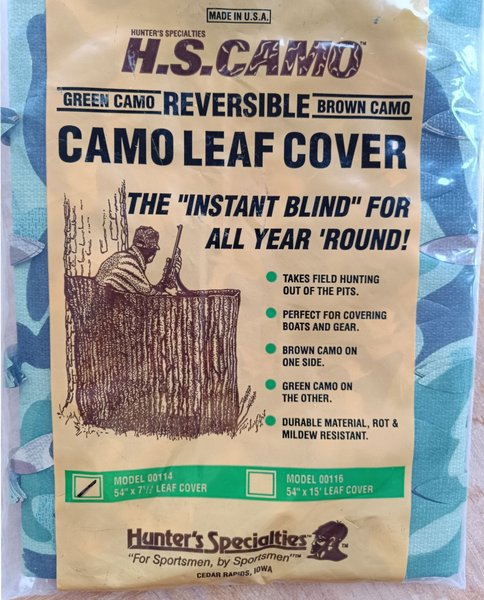 MADE IN U.S.A.
HUNTER'S SPECIALTIES
H.S.CAMO™
GREEN CAMO REVERSIBLE BROWN CAMO
CAMO LEAF COVER
THE "INSTANT BLIND" FOR
ALL YEAR 'ROUND!
TAKES FIELD HUNTING
OUT OF THE PITS.
PERFECT FOR COVERING
BOATS AND GEAR.
BROWN CAMO ON
ONE SIDE.
GREEN CAMO ON
THE OTHER.
DURABLE MATERIAL, ROT &
MILDEW RESISTANT.
MODEL 00114
54" x 7½' LEAF COVER
MODEL 00116
54" x 15' LEAF COVER
Hunter's Specialties™
"For Sportsmen, by Sportsmen"™
CEDAR RAPIDS, IOWA